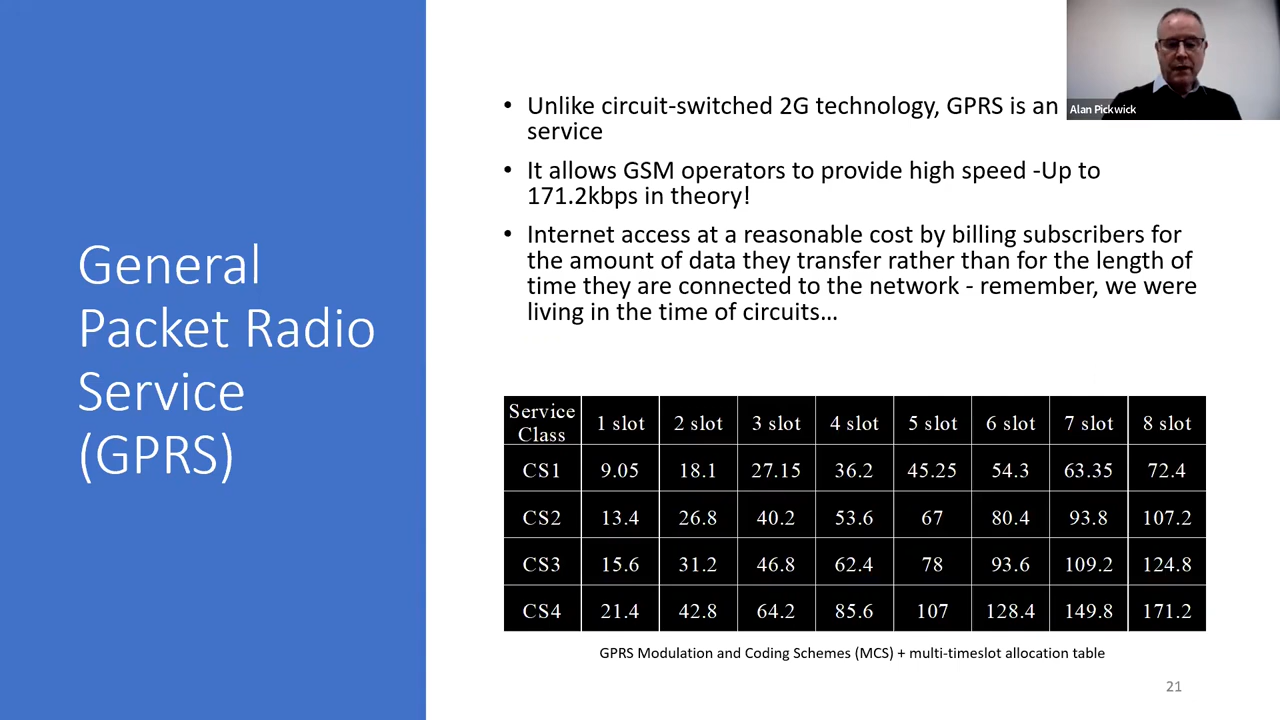 General
Packet Radio
Service
(GPRS)
• Unlike circuit-switched 2G technology, GPRS is an
service
• It allows GSM operators to provide high speed -Up to
171.2kbps in theory!
• Internet access at a reasonable cost by billing subscribers for
the amount of data they transfer rather than for the length of
time they are connected to the network - remember, we were
living in the time of circuits…
Service Class 1 slot 2 slot 3 slot 4 slot 5 slot 6 slot 7 slot 8 slot
CS1 9.05 18.1 27.15 36.2 45.25 54.3 63.35 72.4
CS2 13.4 26.8 40.2 53.6 67 80.4 93.8 107.2
CS3 15.6 31.2 46.8 62.4 78 93.6 109.2 124.8
CS4 21.4 42.8 64.2 85.6 107 128.4 149.8 171.2
GPRS Modulation and Coding Schemes (MCS) + multi-timeslot allocation table
21
Alan Pickwick